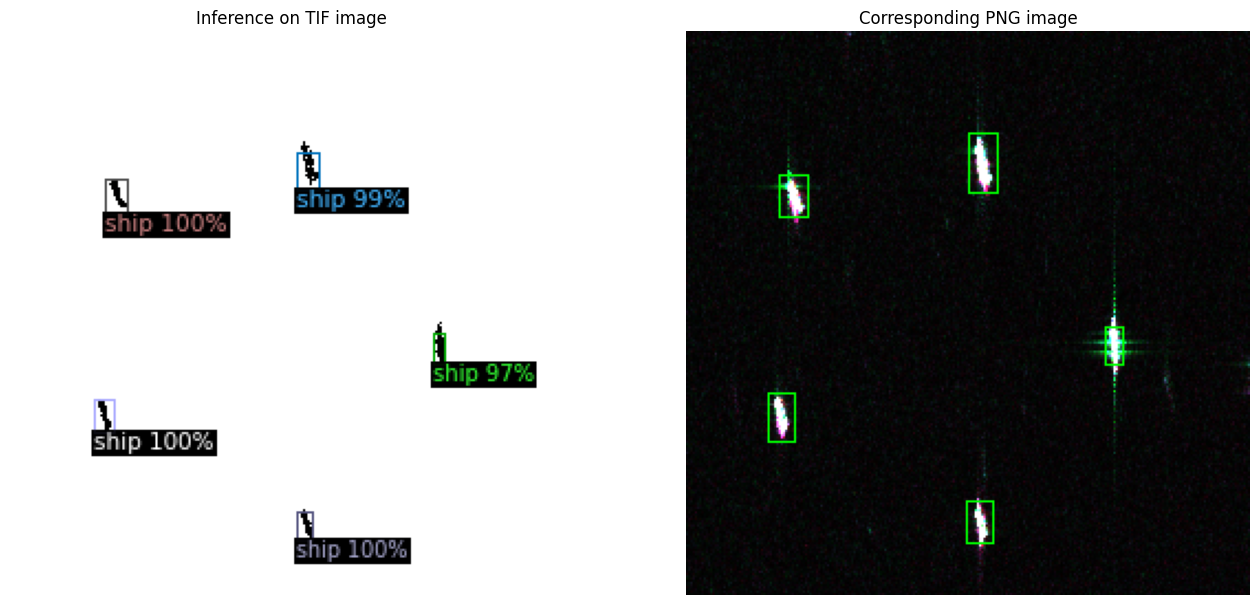 Inference on TIF image
Corresponding PNG image
ship 99%
ship 100%
ship 97%
ship 100%
ship 100%